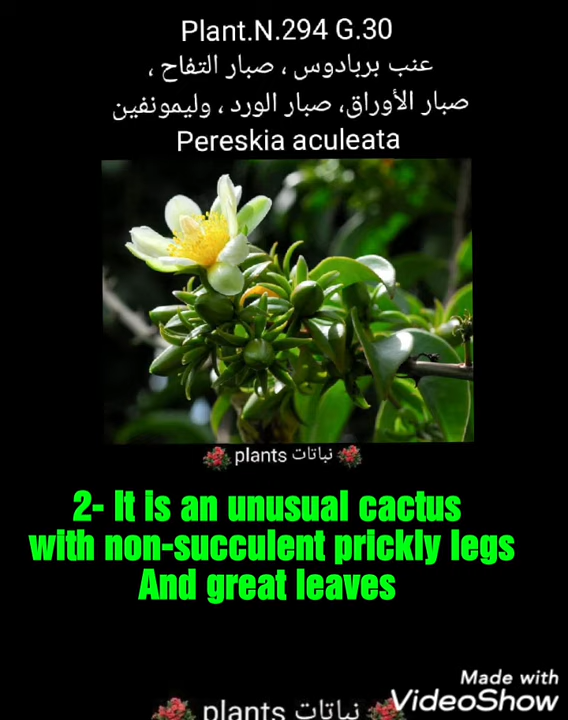 Plant.N.294 G.30
عنب بربادوس ، صبار التفاح ،
صبار الأوراق، صبار الورد ، وليمونفين
Pereskia aculeata
plants نباتات
2- It is an unusual cactus
with non-succulent prickly legs
And great leaves
Made with
VideoShow
plants نباتات